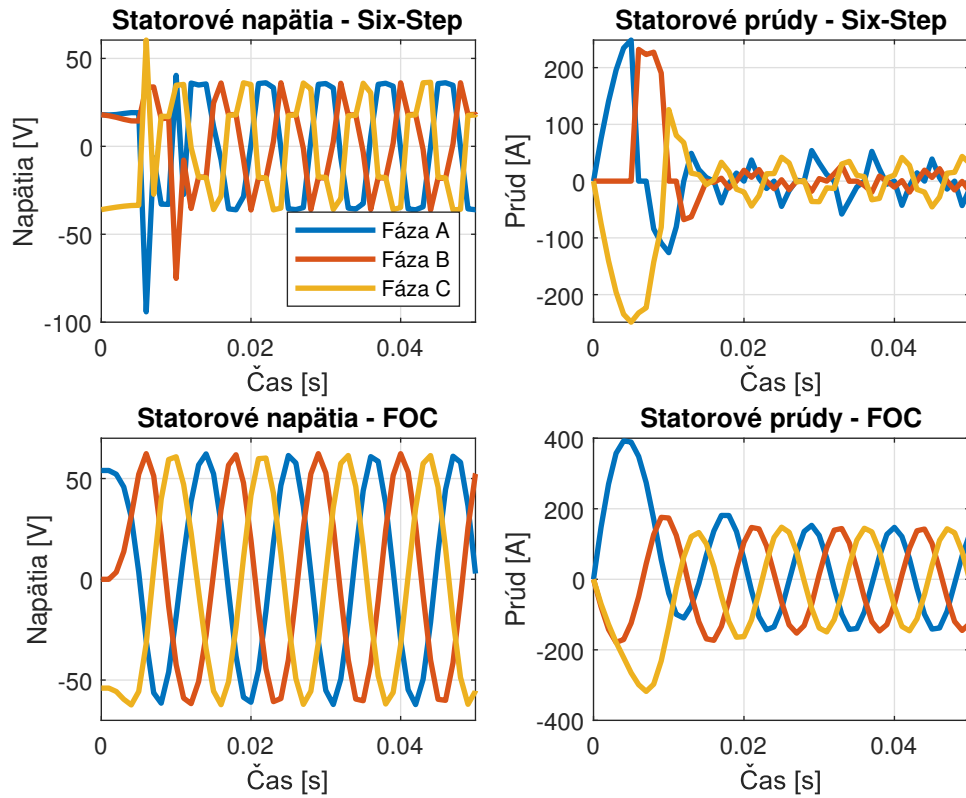 Statorové napätia - Six-Step
50
0
-50
-100
Napätia [V]
0
0.02
0.04
Čas [s]
Fáza A
Fáza B
Fáza C
Statorové prúdy - Six-Step
200
100
0
-100
-200
Prúd [A]
0
0.02
0.04
Čas [s]
Statorové napätia - FOC
50
0
-50
Napätia [V]
0
0.02
0.04
Čas [s]
Statorové prúdy - FOC
400
200
0
-200
-400
Prúd [A]
0
0.02
0.04
Čas [s]